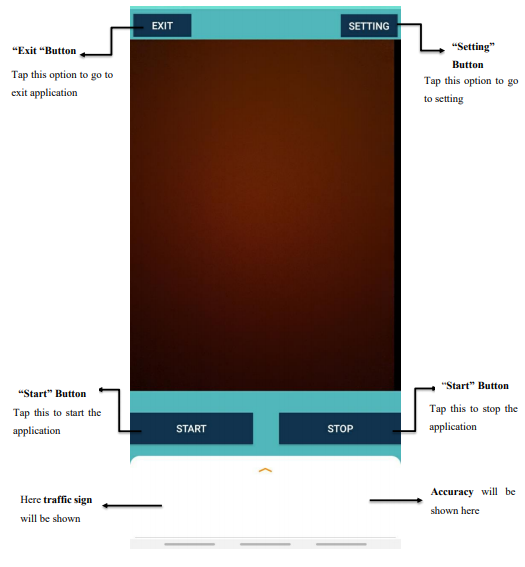 EXIT
SETTING
“Exit “Button
Tap this option to go to
exit application
“Setting”
Button
Tap this option to go
to setting
“Start” Button
Tap this to start the
application
“Start” Button
Tap this to stop the
application
START
STOP
Here traffic sign
will be shown
Accuracy will be
shown here